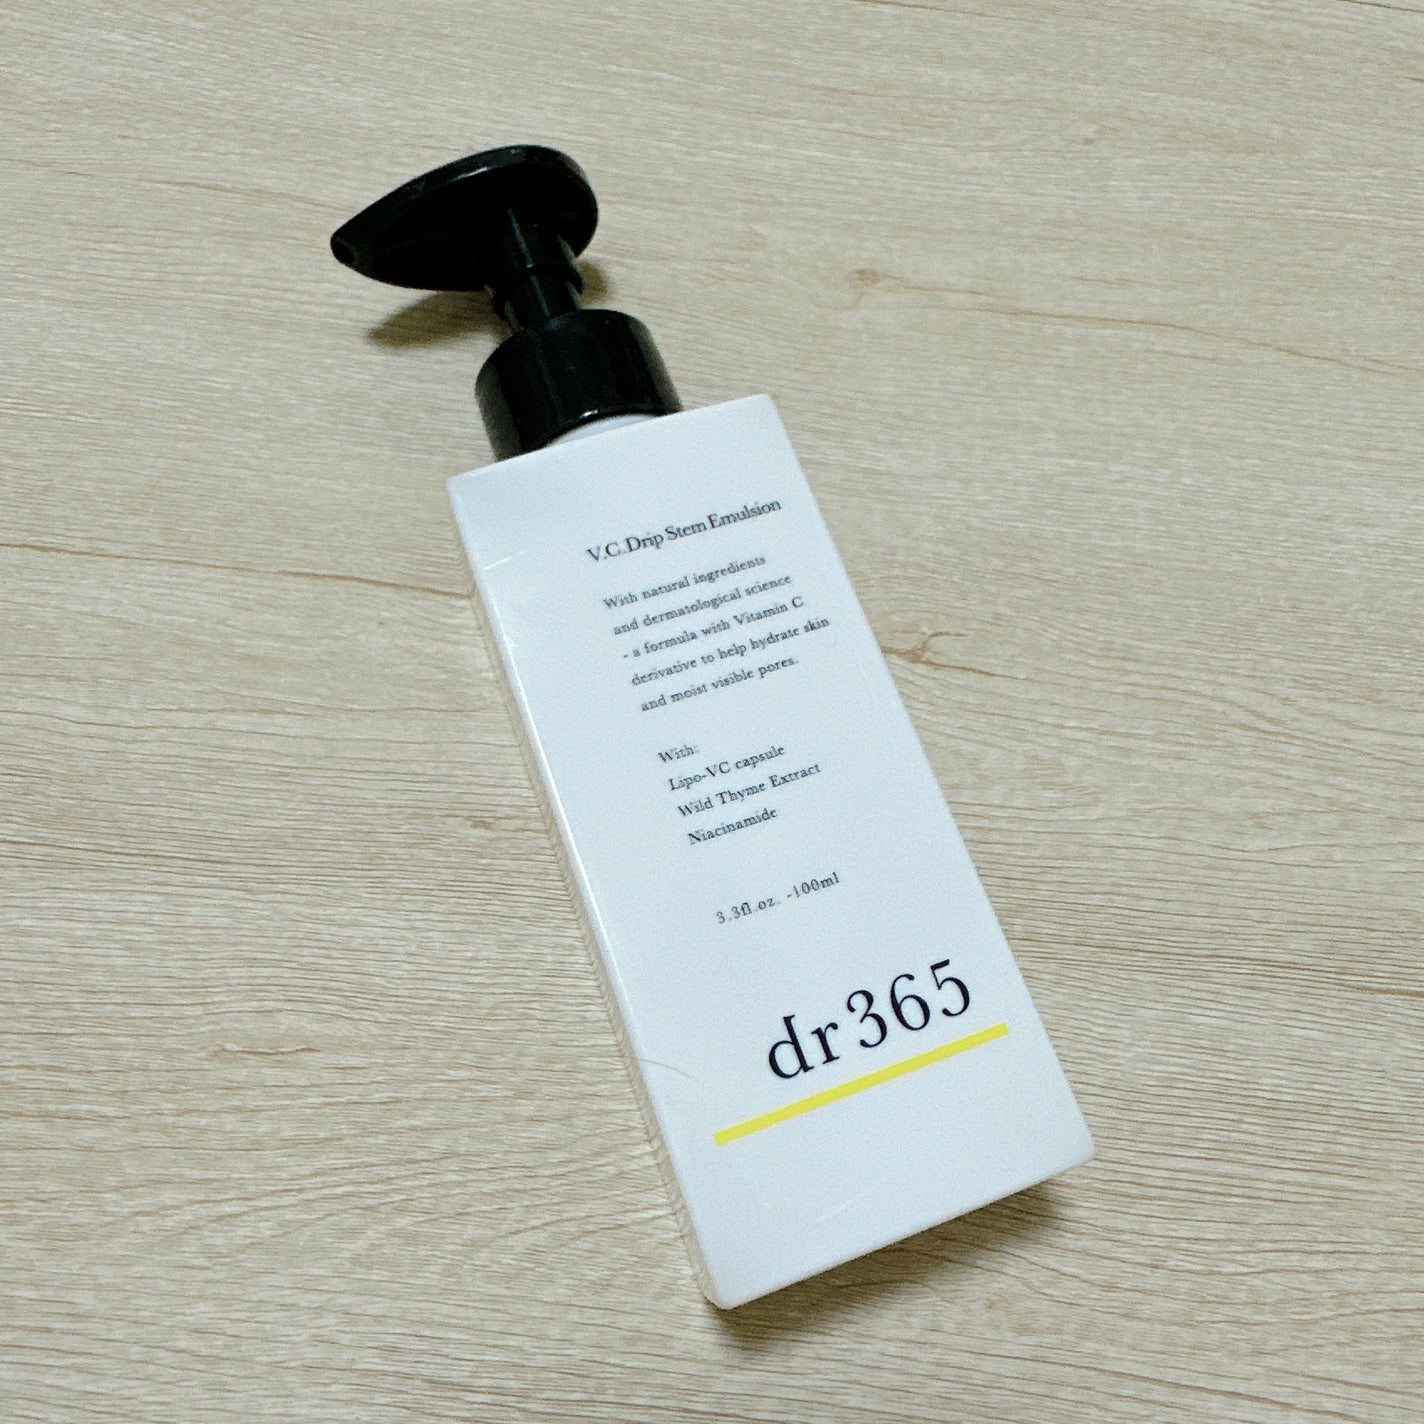 V.C. Drip Stem Emulsion
With natural ingredients
and dermatological science
- a formula with Vitamin C
derivative to help hydrate skin
and moist visible pores.
With:
Lipo-VC capsule
Wild Thyme Extract
Niacinamide
3.3fl.oz. -100ml
dr365